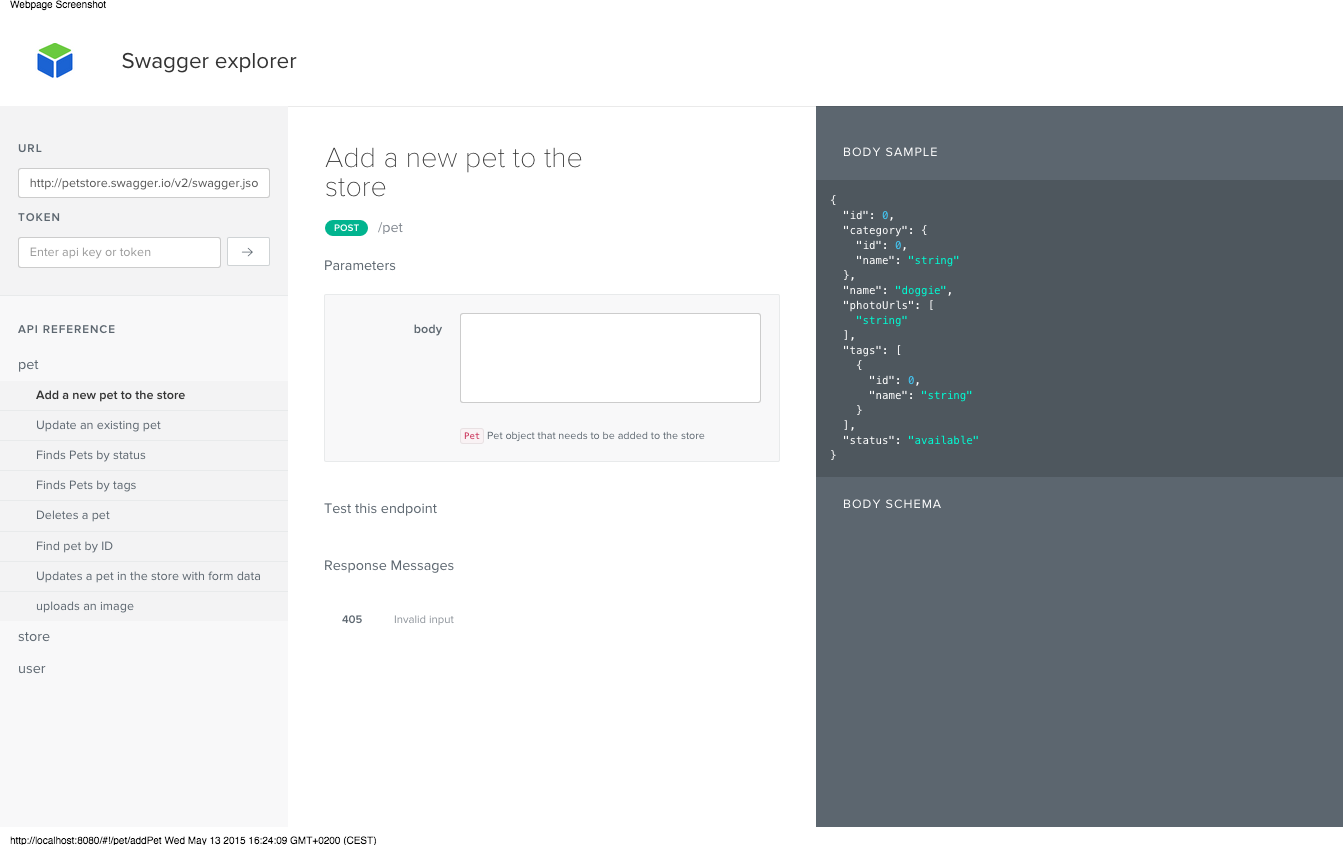 Webpage Screenshot
Swagger explorer
URL
http://petstore.swagger.io/v2/swagger.jso
TOKEN
Enter api key or token
API REFERENCE
pet
Add a new pet to the store
Update an existing pet
Finds Pets by status
Finds Pets by tags
Deletes a pet
Find pet by ID
Updates a pet in the store with form data
uploads an image
store
user
Add a new pet to the
store
POST /pet
Parameters
body
Pet Pet object that needs to be added to the store
Test this endpoint
Response Messages
405 Invalid input
BODY SAMPLE
{
  "id": 0,
  "category": {
    "id": 0,
    "name": "string"
  },
  "name": "doggie",
  "photoUrls": [
    "string"
  ],
  "tags": [
    {
      "id": 0,
      "name": "string"
    }
  ],
  "status": "available"
}
BODY SCHEMA
http://localhost:8080/#!/pet/addPet Wed May 13 2015 16:24:09 GMT+0200 (CEST)